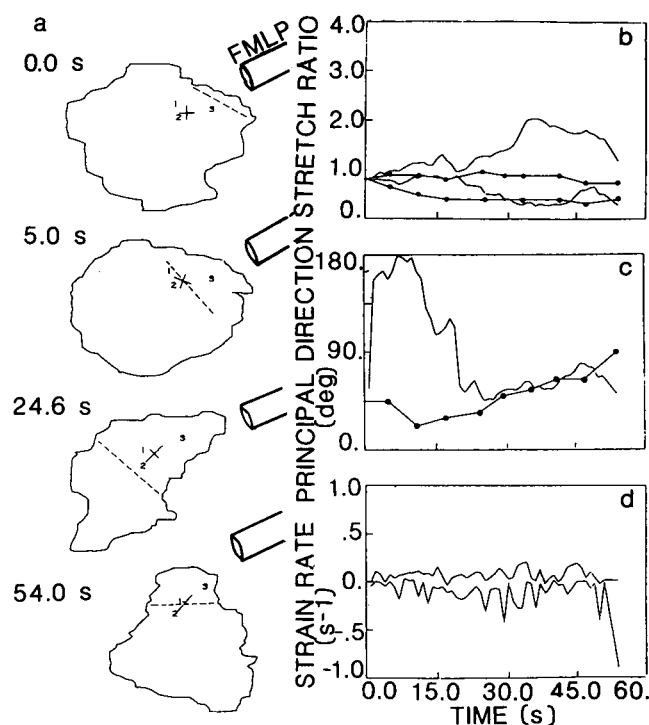 a
0.0 s
5.0 s
24.6 s
54.0 s
FMLP
1
2
3
1
2
3
1
2
3
1
2
3
STRETCH RATIO
b
4.0
3.0
2.0
1.0
0.
PRINCIPAL DIRECTION (deg)
c
180
90
0.
STRAIN RATE (s-1)
d
1.0
0.
-.5
-1.0
0.0 15.0 30.0 45.0 60.
TIME (s)